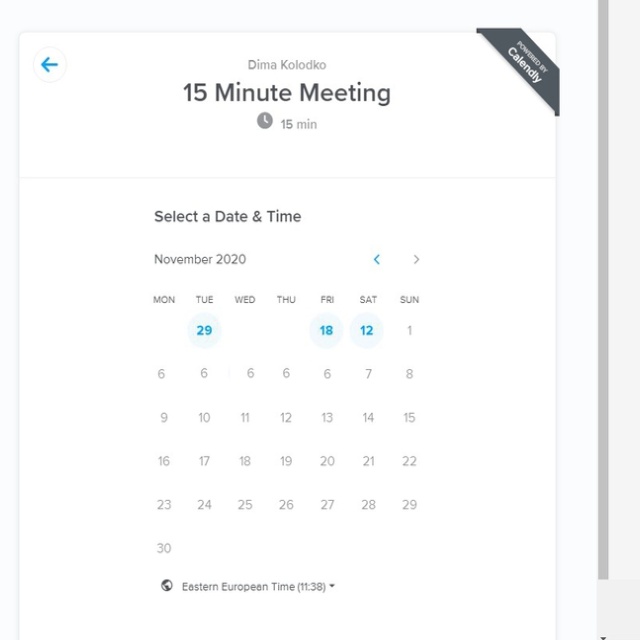 POWERED BY
Calendly
Dima Kolodko
15 Minute Meeting
15 min
Select a Date & Time
November 2020
MON TUE WED THU FRI SAT SUN
29 18 12 1
6 6 6 6 6 7 8
9 10 11 12 13 14 15
16 17 18 19 20 21 22
23 24 25 26 27 28 29
30
Eastern European Time (11:38)